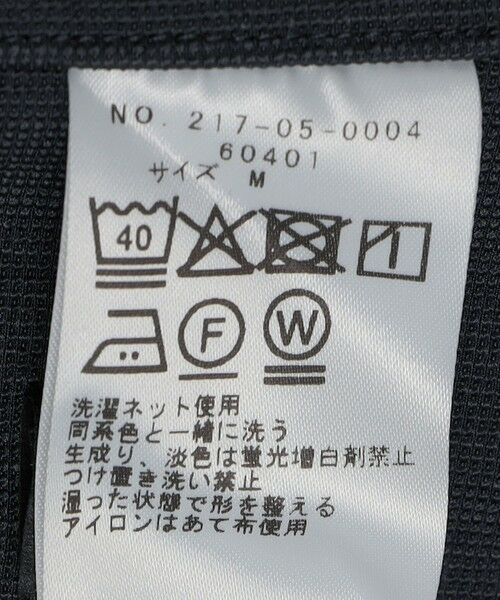 NO. 217-05-0004
60401
サイズ M
40
F W
洗濯ネット使用
同系色と一緒に洗う
生成り、淡色は蛍光増白剤禁止
つけ置き洗い禁止
湿った状態で形を整える
アイロンはあて布使用